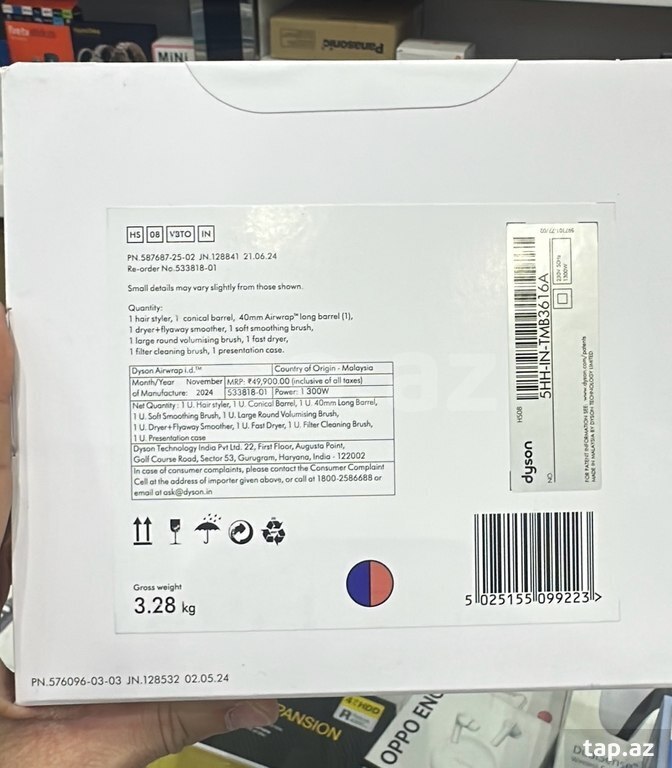 MINI
Panasonic
HS 08 V3TO IN
PN.587687-25-02 JN.128841 21.06.24
Re-order No.533818-01
Small details may vary slightly from those shown.
Quantity:
1 hair styler, 1 conical barrel, 40mm Airwrap™ long barrel (1),
1 dryer+flyaway smoother, 1 soft smoothing brush,
1 large round volumising brush, 1 fast dryer,
1 filter cleaning brush, 1 presentation case.
Dyson Airwrap i.d.™ Country of Origin - Malaysia
Month/Year November MRP: ₹49,900.00 (inclusive of all taxes)
of Manufacture: 2024 533818-01 Power: 1300W
Net Quantity: 1 U. Hair styler, 1 U. Conical Barrel, 1 U. 40mm Long Barrel,
1 U. Soft Smoothing Brush, 1 U. Large Round Volumising Brush,
1 U. Dryer+Flyaway Smoother, 1 U. Fast Dryer, 1 U. Filter Cleaning Brush,
1 U. Presentation case
Dyson Technology India Pvt Ltd. 22, First Floor, Augusta Point,
Golf Course Road, Sector 53, Gurugram, Haryana, India - 122002
In case of consumer complaints, please contact the Consumer Complaint
Cell at the address of importer given above, or call at 1800-2586688 or
email at ask@dyson.in
Gross weight
3.28 kg
dyson
HS08
NO
5HH-IN-TMB3616A
220V 50Hz
1300W
FOR PATENT INFORMATION SEE: www.dyson.com/patents
MADE IN MALAYSIA BY DYSON TECHNOLOGY LIMITED
5 025155 099223 >
PN.576096-03-03 JN.128532 02.05.24
PANSION
OPPO ENC
tap.az